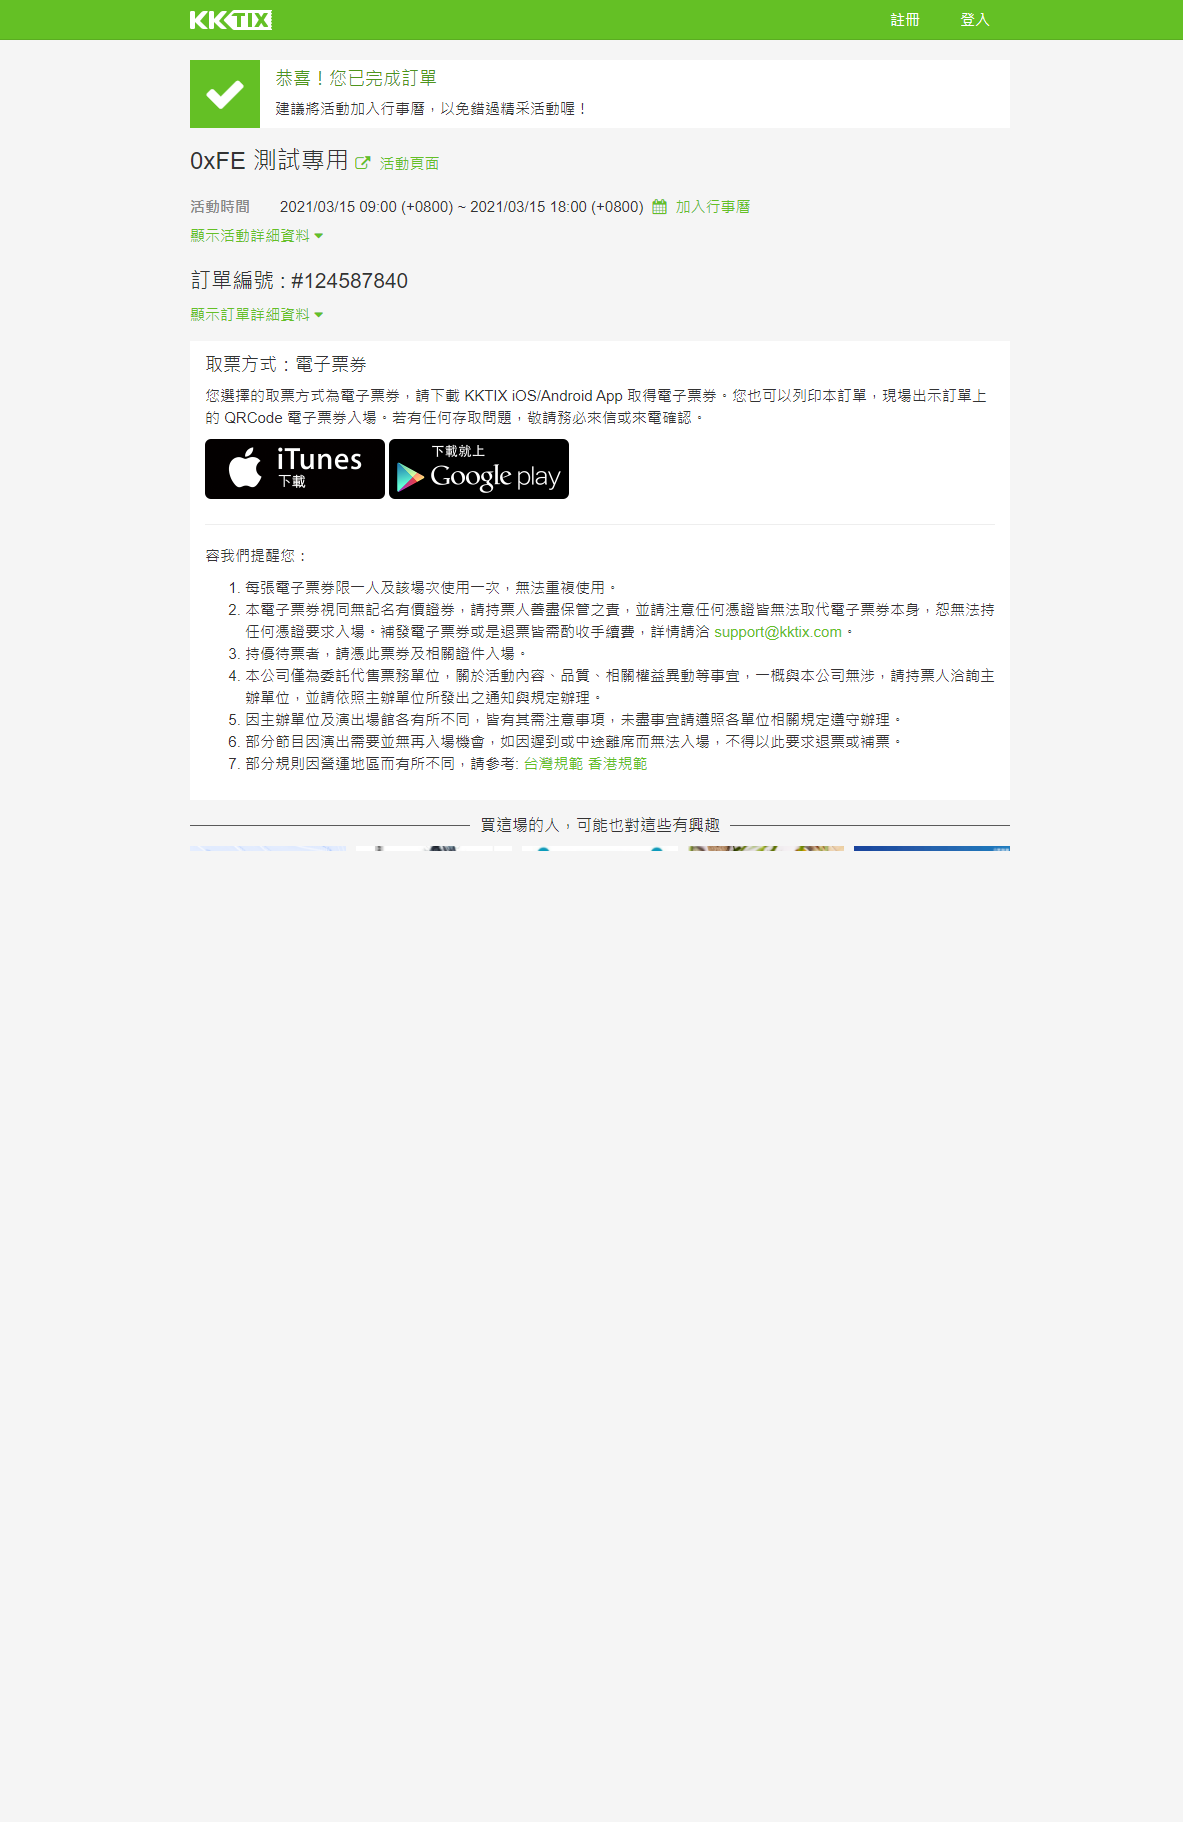 KKTIX
註冊 登入
恭喜！您已完成訂單
建議將活動加入行事曆，以免錯過精采活動喔！
0xFE 測試專用 活動頁面
活動時間 2021/03/15 09:00 (+0800) ~ 2021/03/15 18:00 (+0800) 加入行事曆
顯示活動詳細資料
訂單編號 : #124587840
顯示訂單詳細資料
取票方式：電子票券
您選擇的取票方式為電子票券，請下載 KKTIX iOS/Android App 取得電子票券。您也可以列印本訂單，現場出示訂單上
的 QRCode 電子票券入場。若有任何存取問題，敬請務必來信或來電確認。
iTunes
下載
下載就上
Google play
容我們提醒您：
1. 每張電子票券限一人及該場次使用一次，無法重複使用。
2. 本電子票券視同無記名有價證券，請持票人善盡保管之責，並請注意任何憑證皆無法取代電子票券本身，恕無法持
任何憑證要求入場。補發電子票券或是退票皆需酌收手續費，詳情請洽 support@kktix.com。
3. 持優待票者，請憑此票券及相關證件入場。
4. 本公司僅為委託代售票務單位，關於活動內容、品質、相關權益異動等事宜，一概與本公司無涉，請持票人洽詢主
辦單位，並請依照主辦單位所發出之通知與規定辦理。
5. 因主辦單位及演出場館各有所不同，皆有其需注意事項，未盡事宜請遵照各單位相關規定遵守辦理。
6. 部分節目因演出需要並無再入場機會，如因遲到或中途離席而無法入場，不得以此要求退票或補票。
7. 部分規則因營運地區而有所不同，請參考: 台灣規範 香港規範
買這場的人，可能也對這些有興趣